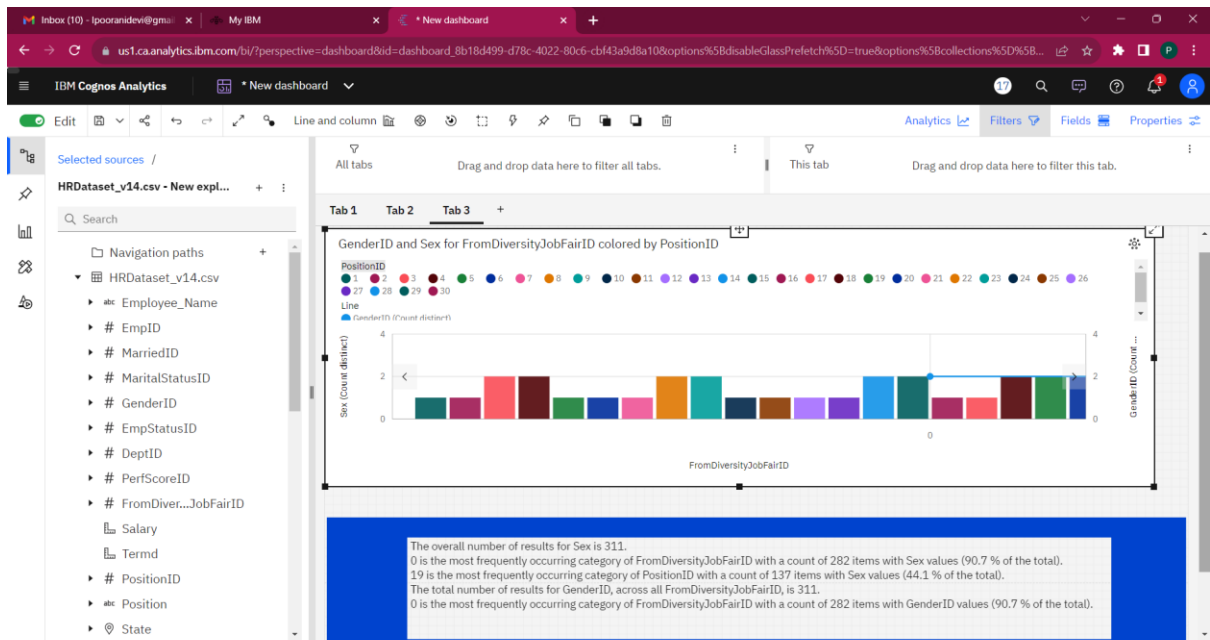 Inbox (10) - lpooranidevi@gmai
My IBM
* New dashboard
us1.ca.analytics.ibm.com/bi/?perspective=dashboard&id=dashboard_8b18d499-d78c-4022-80c6-cbf43a9d8a10&options%5BdisableGlassPrefetch%5D=true&options%5Bcollections%5D%5B...
P
IBM Cognos Analytics
* New dashboard
17
1
Edit
Line and column
Analytics
Filters
Fields
Properties
Selected sources /
HRDataset_v14.csv - New expl...
Search
Navigation paths
HRDataset_v14.csv
abc Employee_Name
# EmpID
# MarriedID
# MaritalStatusID
# GenderID
# EmpStatusID
# DeptID
# PerfScoreID
# FromDiver...JobFairID
Salary
Termd
# PositionID
abc Position
State
All tabs
Drag and drop data here to filter all tabs.
This tab
Drag and drop data here to filter this tab.
Tab 1
Tab 2
Tab 3
GenderID and Sex for FromDiversityJobFairID colored by PositionID
PositionID
1 2 3 4 5 6 7 8 9 10 11 12 13 14 15 16 17 18 19 20 21 22 23 24 25 26
27 28 29 30
Line
GenderID (Count distinct)
Sex (Count distinct)
4
2
0
4
2
0
GenderID (Count ...
0
FromDiversityJobFairID
The overall number of results for Sex is 311.
0 is the most frequently occurring category of FromDiversityJobFairID with a count of 282 items with Sex values (90.7 % of the total).
19 is the most frequently occurring category of PositionID with a count of 137 items with Sex values (44.1 % of the total).
The total number of results for GenderID, across all FromDiversityJobFairID, is 311.
0 is the most frequently occurring category of FromDiversityJobFairID with a count of 282 items with GenderID values (90.7 % of the total).